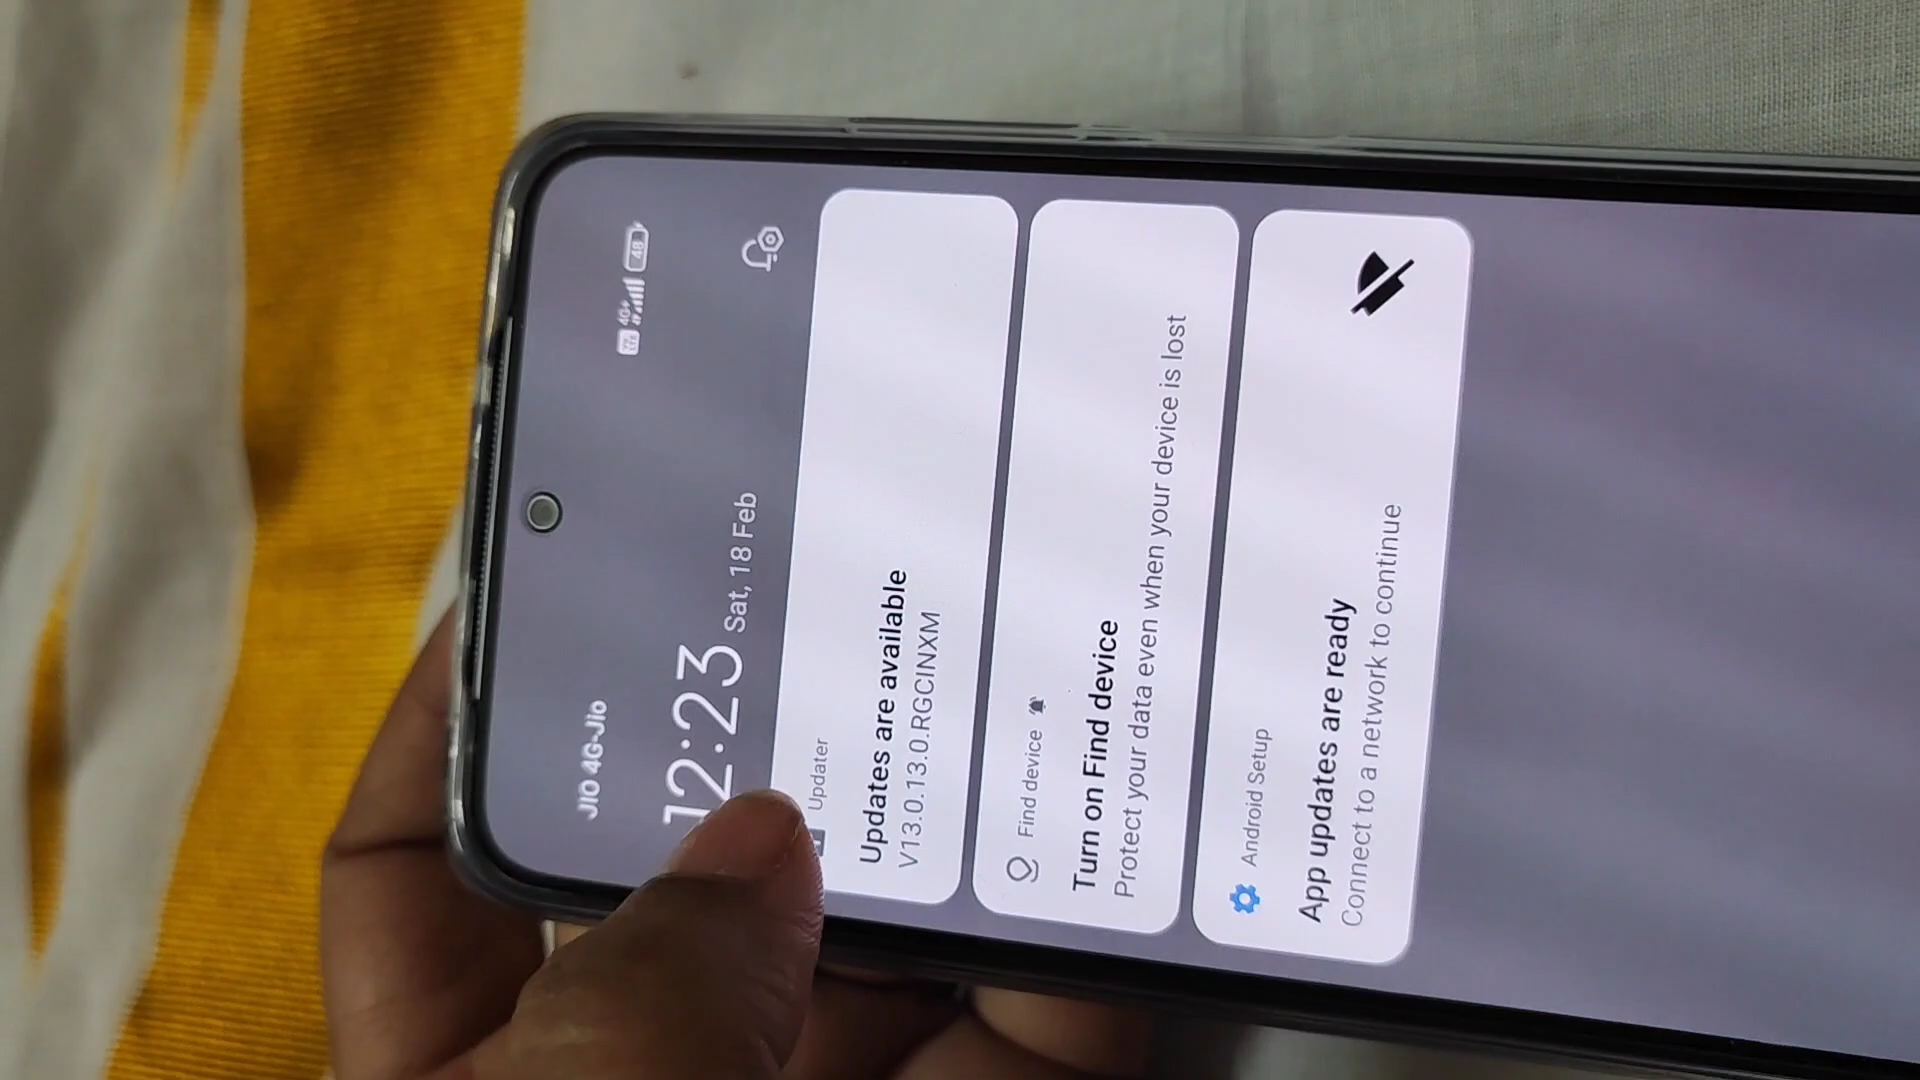 JIO 4G-Jio
4G+
48
12:23 Sat, 18 Feb
Updater
Updates are available
V13.0.13.0.RGCINXM
Find device
Turn on Find device
Protect your data even when your device is lost
Android Setup
App updates are ready
Connect to a network to continue